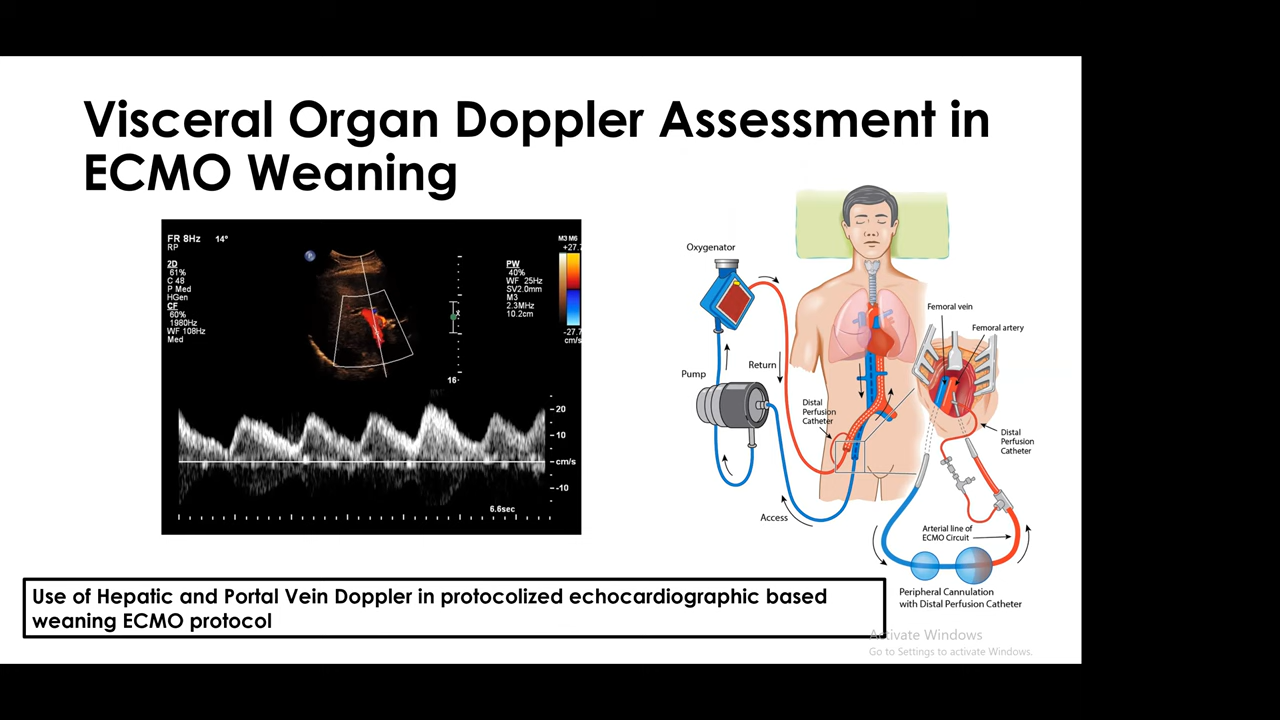 Visceral Organ Doppler Assessment in
ECMO Weaning
FR 8Hz 14°
RP
2D
61%
C 48
P Med
HGen
CF
60%
1980Hz
WF 108Hz
Med
M3 M6
+27.7
PW
40%
WF 25Hz
SV2.0mm
M3
2.3MHz
10.2cm
-27.7
cm/s
16
20
10
cm/s
-10
6.6sec
Oxygenator
Pump
Return
Distal
Perfusion
Catheter
Access
Femoral vein
Femoral artery
Distal
Perfusion
Catheter
Arterial line of
ECMO Circuit
Peripheral Cannulation
with Distal Perfusion Catheter
Use of Hepatic and Portal Vein Doppler in protocolized echocardiographic based
weaning ECMO protocol
Activate Windows
Go to Settings to activate Windows.